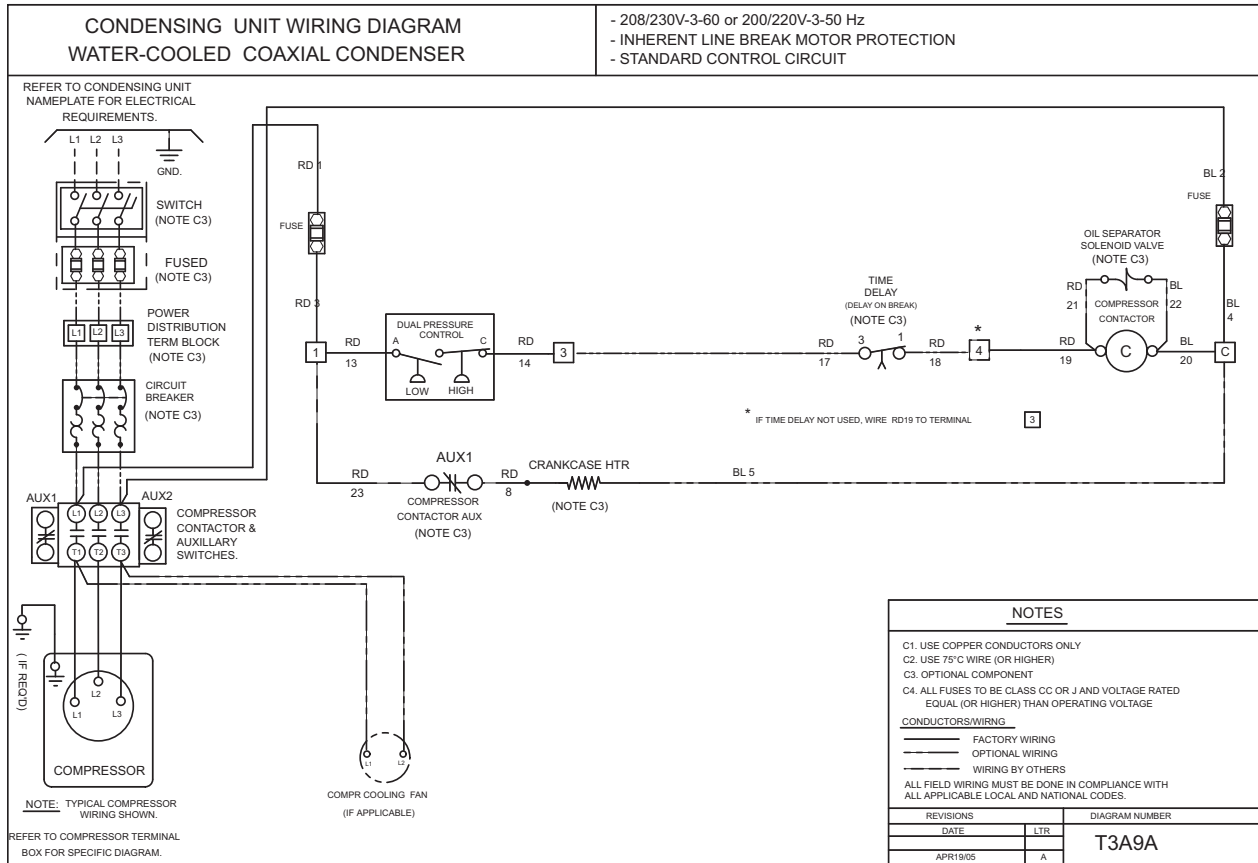 CONDENSING UNIT WIRING DIAGRAM
WATER-COOLED COAXIAL CONDENSER
- 208/230V-3-60 or 200/220V-3-50 Hz
- INHERENT LINE BREAK MOTOR PROTECTION
- STANDARD CONTROL CIRCUIT
REFER TO CONDENSING UNIT
NAMEPLATE FOR ELECTRICAL
REQUIREMENTS.
L1 L2 L3
GND.
SWITCH
(NOTE C3)
FUSED
(NOTE C3)
L1 L2 L3
POWER
DISTRIBUTION
TERM BLOCK
(NOTE C3)
CIRCUIT
BREAKER
(NOTE C3)
AUX1
AUX2
L1 L2 L3
T1 T2 T3
COMPRESSOR
CONTACTOR &
AUXILLARY
SWITCHES.
( IF REQ'D)
L1
L2
L3
COMPRESSOR
NOTE: TYPICAL COMPRESSOR
WIRING SHOWN.
REFER TO COMPRESSOR TERMINAL
BOX FOR SPECIFIC DIAGRAM.
RD 1
FUSE
RD 3
1
RD
13
DUAL PRESSURE
CONTROL
A
C
LOW
HIGH
RD
14
3
RD
17
TIME
DELAY
(DELAY ON BREAK)
(NOTE C3)
3
1
RD
18
*
4
RD
19
OIL SEPARATOR
SOLENOID VALVE
(NOTE C3)
RD
21
BL
22
COMPRESSOR
CONTACTOR
C
BL
20
C
BL 2
FUSE
BL
4
* IF TIME DELAY NOT USED, WIRE RD19 TO TERMINAL 3
RD
23
AUX1
COMPRESSOR
CONTACTOR AUX
(NOTE C3)
RD
8
CRANKCASE HTR
(NOTE C3)
BL 5
L1
L2
COMPR COOLING FAN
(IF APPLICABLE)
NOTES
C1. USE COPPER CONDUCTORS ONLY
C2. USE 75°C WIRE (OR HIGHER)
C3. OPTIONAL COMPONENT
C4. ALL FUSES TO BE CLASS CC OR J AND VOLTAGE RATED
EQUAL (OR HIGHER) THAN OPERATING VOLTAGE
CONDUCTORS/WIRNG
FACTORY WIRING
OPTIONAL WIRING
WIRING BY OTHERS
ALL FIELD WIRING MUST BE DONE IN COMPLIANCE WITH
ALL APPLICABLE LOCAL AND NATIONAL CODES.
REVISIONS
DIAGRAM NUMBER
DATE
LTR
T3A9A
APR19/05
A